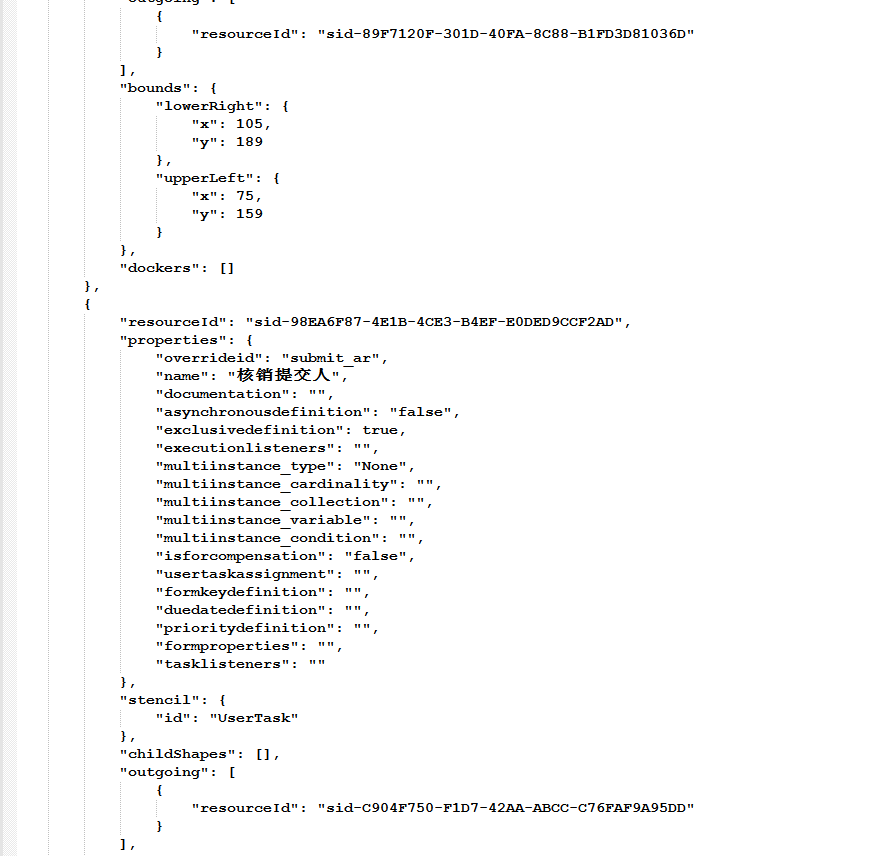 "outgoing": [
{
"resourceId": "sid-89F7120F-301D-40FA-8C88-B1FD3D81036D"
}
],
"bounds": {
"lowerRight": {
"x": 105,
"y": 189
},
"upperLeft": {
"x": 75,
"y": 159
}
},
"dockers": []
},
{
"resourceId": "sid-98EA6F87-4E1B-4CE3-B4EF-E0DED9CCF2AD",
"properties": {
"overrideid": "submit_ar",
"name": "核销提交人",
"documentation": "",
"asynchronousdefinition": "false",
"exclusivedefinition": true,
"executionlisteners": "",
"multiinstance_type": "None",
"multiinstance_cardinality": "",
"multiinstance_collection": "",
"multiinstance_variable": "",
"multiinstance_condition": "",
"isforcompensation": "false",
"usertaskassignment": "",
"formkeydefinition": "",
"duedatedefinition": "",
"prioritydefinition": "",
"formproperties": "",
"tasklisteners": ""
},
"stencil": {
"id": "UserTask"
},
"childShapes": [],
"outgoing": [
{
"resourceId": "sid-C904F750-F1D7-42AA-ABCC-C76FAF9A95DD"
}
],